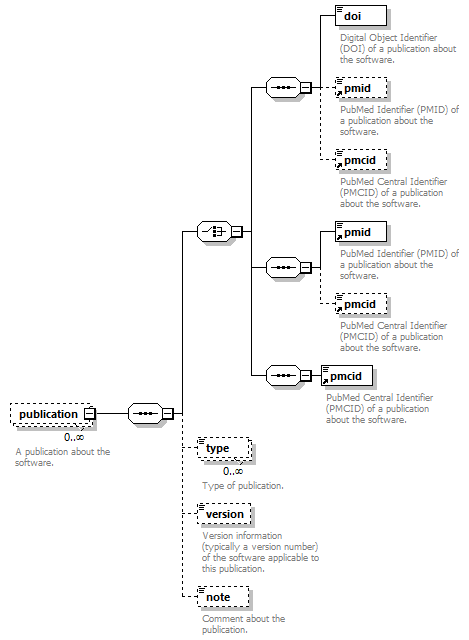 doi
Digital Object Identifier
(DOI) of a publication about
the software.
pmid
PubMed Identifier (PMID) of
a publication about the
software.
pmcid
PubMed Central Identifier
(PMCID) of a publication
about the software.
pmid
PubMed Identifier (PMID) of
a publication about the
software.
pmcid
PubMed Central Identifier
(PMCID) of a publication
about the software.
pmcid
PubMed Central Identifier
(PMCID) of a publication
about the software.
publication
0..∞
A publication about the
software.
type
0..∞
Type of publication.
version
Version information
(typically a version number)
of the software applicable to
this publication.
note
Comment about the
publication.